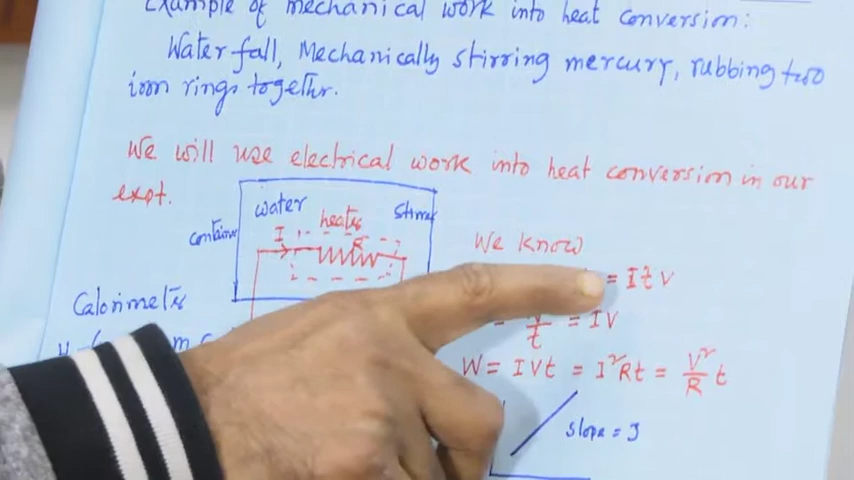 Example of mechanical work into heat conversion:
Water fall, Mechanically stirring mercury, rubbing two
iron rings together.
We will use electrical work into heat conversion in our
expt.
water
heater
Stirrer
container
I
R
We know
= ItV
V/t = IV
Calorimeter
W = IVt = I²Rt = V²/R t
slope = J